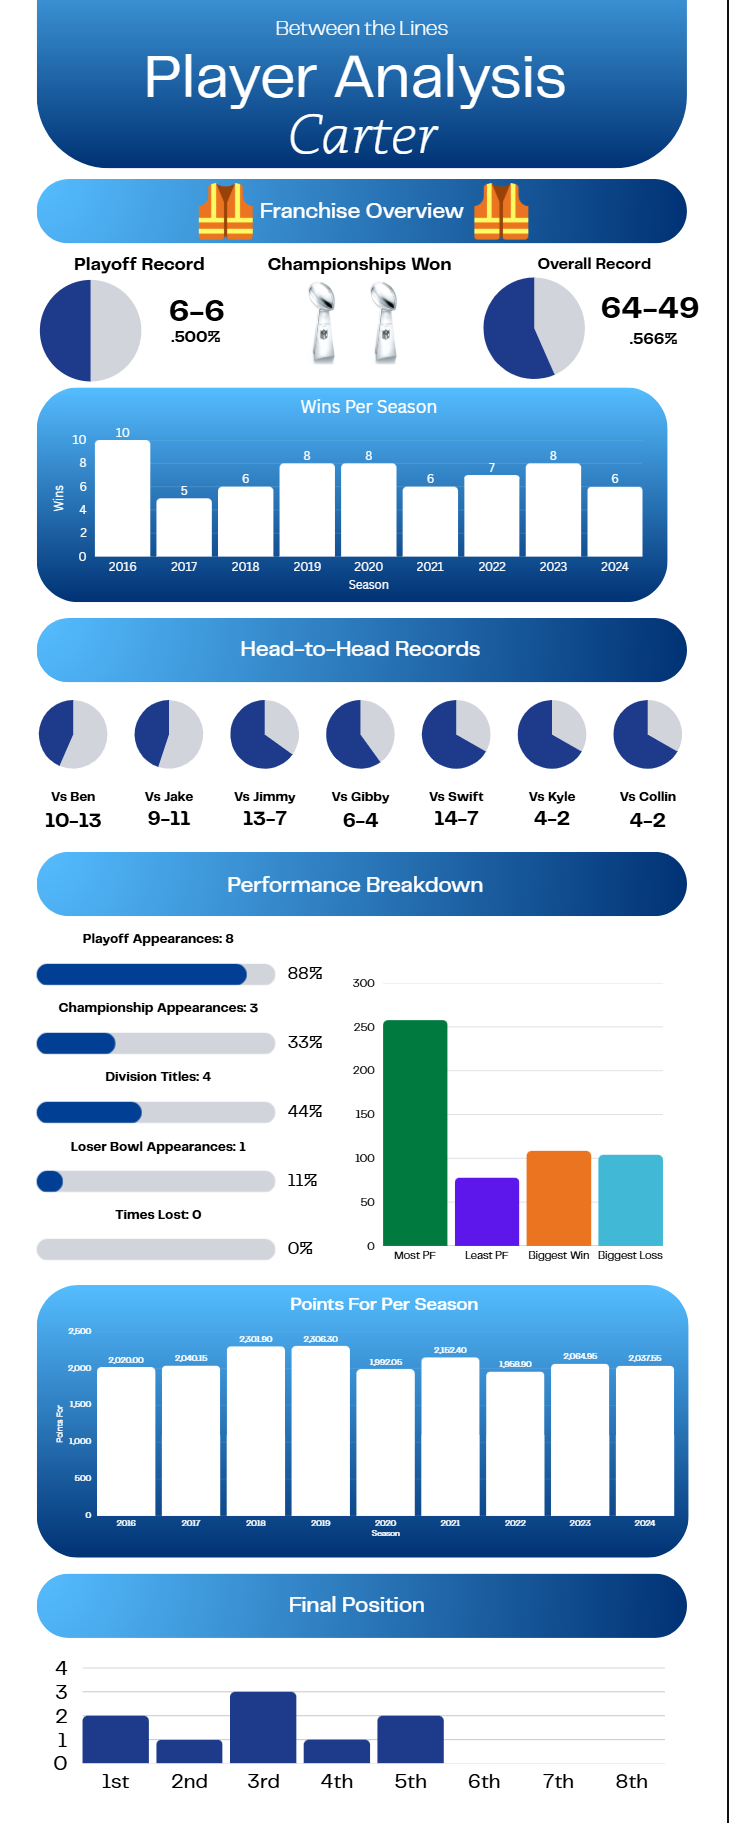 Between the Lines
Player Analysis
Carter
Franchise Overview
Playoff Record
6-6
.500%
Championships Won
NFL
NFL
Overall Record
64-49
.566%
Wins Per Season
Wins
10
8
6
4
2
0
10
5
6
8
8
6
7
8
6
2016 2017 2018 2019 2020 2021 2022 2023 2024
Season
Head-to-Head Records
Vs Ben
10-13
Vs Jake
9-11
Vs Jimmy
13-7
Vs Gibby
6-4
Vs Swift
14-7
Vs Kyle
4-2
Vs Collin
4-2
Performance Breakdown
Playoff Appearances: 8
88%
Championship Appearances: 3
33%
Division Titles: 4
44%
Loser Bowl Appearances: 1
11%
Times Lost: 0
0%
300
250
200
150
100
50
0
Most PF Least PF Biggest Win Biggest Loss
Points For Per Season
Points For
2,500
2,000
1,500
1,000
500
0
2,020.00
2,040.15
2,301.90
2,306.30
1,992.05
2,152.40
1,958.90
2,064.95
2,037.55
2016 2017 2018 2019 2020 2021 2022 2023 2024
Season
Final Position
4
3
2
1
0
1st 2nd 3rd 4th 5th 6th 7th 8th